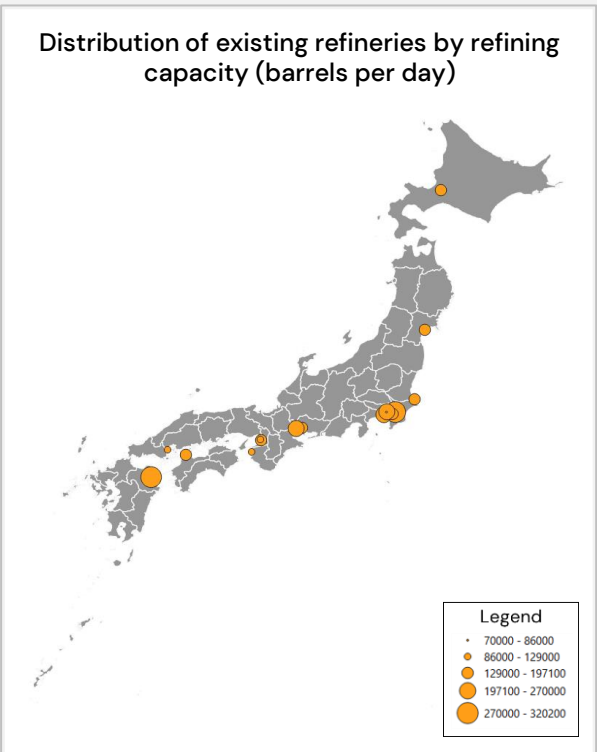 Distribution of existing refineries by refining
capacity (barrels per day)
Legend
70000 - 86000
86000 - 129000
129000 - 197100
197100 - 270000
270000 - 320200